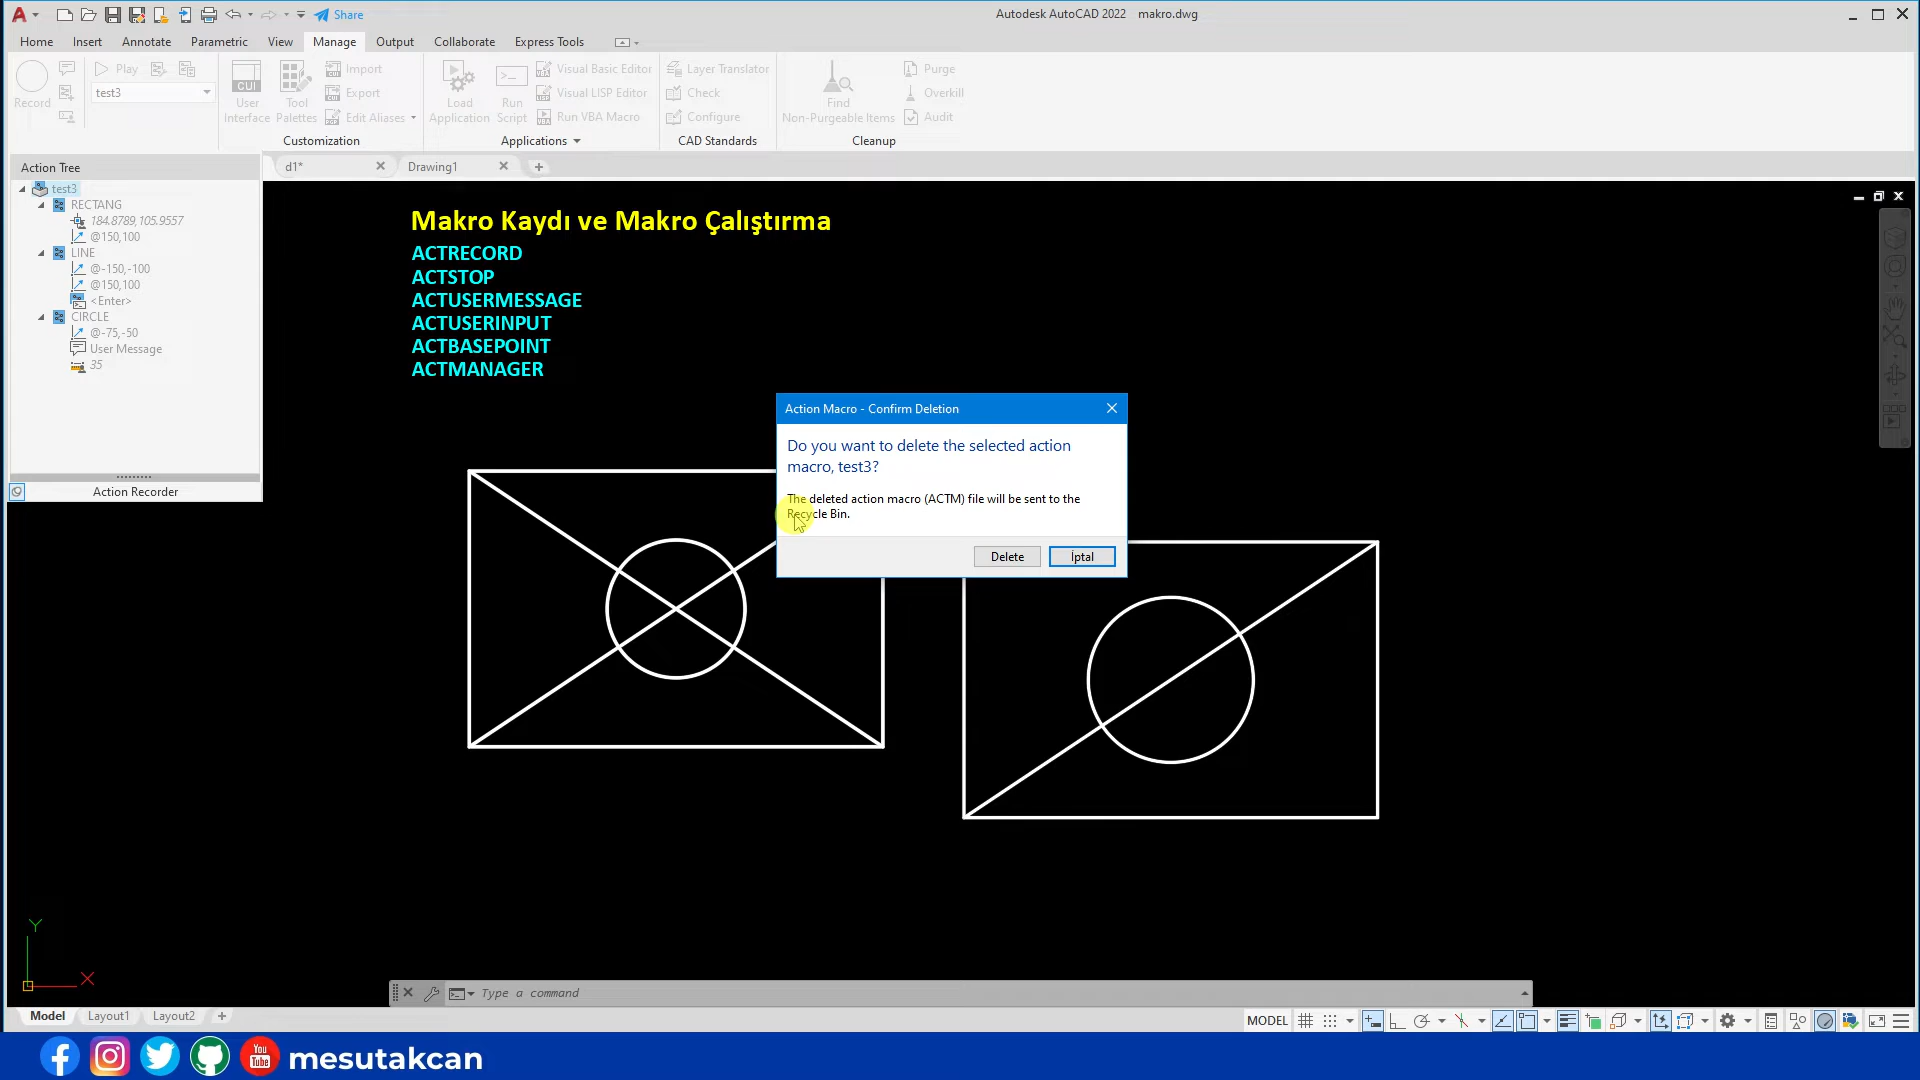 Share
Autodesk AutoCAD 2022 makro.dwg
Home Insert Annotate Parametric View Manage Output Collaborate Express Tools
Record
Play
test3
CUI
User
Interface
Tool
Palettes
Import
Export
Edit Aliases
Customization
Load
Application
Run
Script
Visual Basic Editor
Visual LISP Editor
Run VBA Macro
Applications
Layer Translator
Check
Configure
CAD Standards
Find
Non-Purgeable Items
Purge
Overkill
Audit
Cleanup
Action Tree
d1*
Drawing1
test3
RECTANG
184.8789,105.9557
@150,100
LINE
@-150,-100
@150,100
<Enter>
CIRCLE
@-75,-50
User Message
35
Action Recorder
Makro Kaydı ve Makro Çalıştırma
ACTRECORD
ACTSTOP
ACTUSERMESSAGE
ACTUSERINPUT
ACTBASEPOINT
ACTMANAGER
Action Macro - Confirm Deletion
Do you want to delete the selected action
macro, test3?
The deleted action macro (ACTM) file will be sent to the
Recycle Bin.
Delete
İptal
Y
X
Type a command
Model Layout1 Layout2
MODEL
You
Tube
mesutakcan